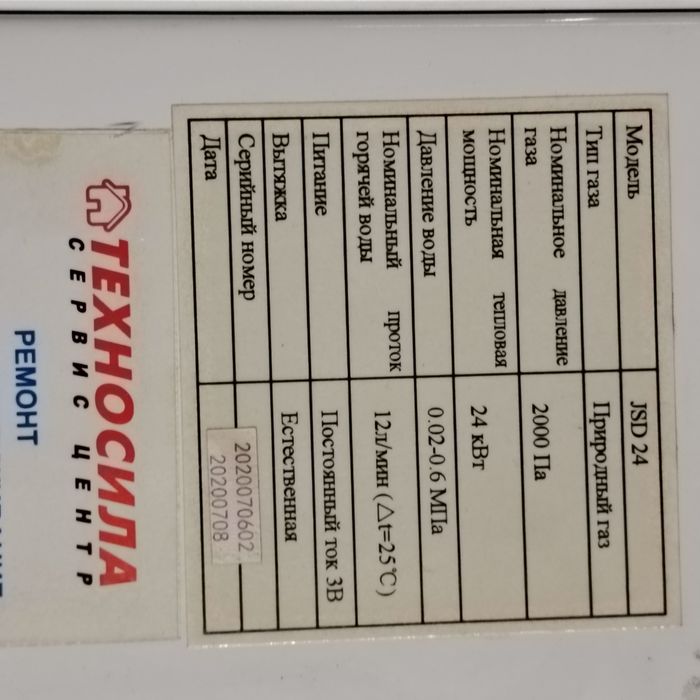 Модель JSD 24
Тип газа Природный газ
Номинальное давление газа 2000 Па
Номинальная тепловая мощность 24 кВт
Давление воды 0.02-0.6 МПа
Номинальный проток горячей воды 12л/мин (△t=25℃)
Питание Постоянный ток 3В
Вытяжка Естественная
Серийный номер 2020070602
Дата 20200708
ТЕХНОСИЛА
СЕРВИС ЦЕНТР
РЕМОНТ